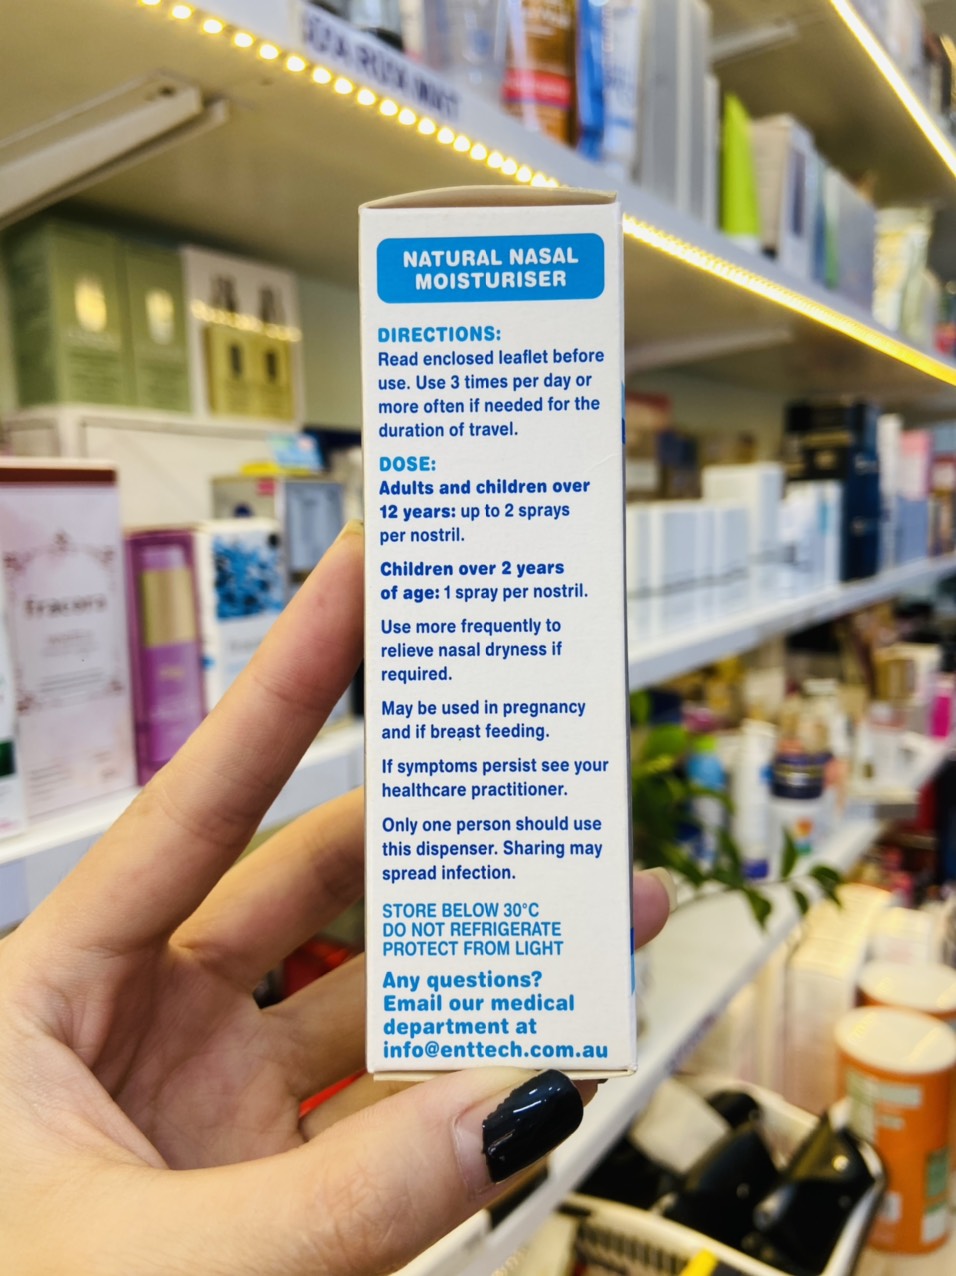 NATURAL NASAL
MOISTURISER
DIRECTIONS:
Read enclosed leaflet before
use. Use 3 times per day or
more often if needed for the
duration of travel.
DOSE:
Adults and children over
12 years: up to 2 sprays
per nostril.
Children over 2 years
of age: 1 spray per nostril.
Use more frequently to
relieve nasal dryness if
required.
May be used in pregnancy
and if breast feeding.
If symptoms persist see your
healthcare practitioner.
Only one person should use
this dispenser. Sharing may
spread infection.
STORE BELOW 30°C
DO NOT REFRIGERATE
PROTECT FROM LIGHT
Any questions?
Email our medical
department at
info@enttech.com.au